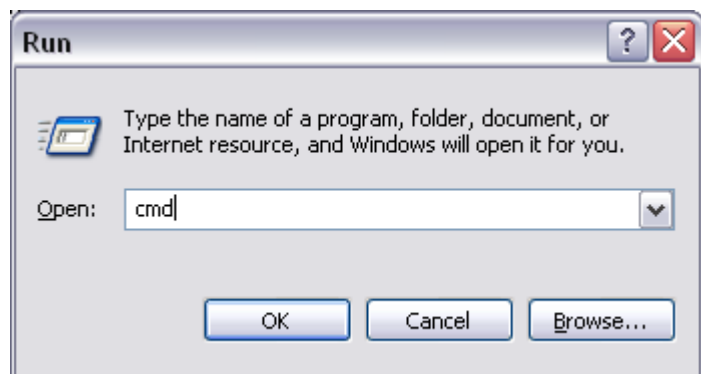 Run
Type the name of a program, folder, document, or
Internet resource, and Windows will open it for you.
Open: cmd
OK Cancel Browse...